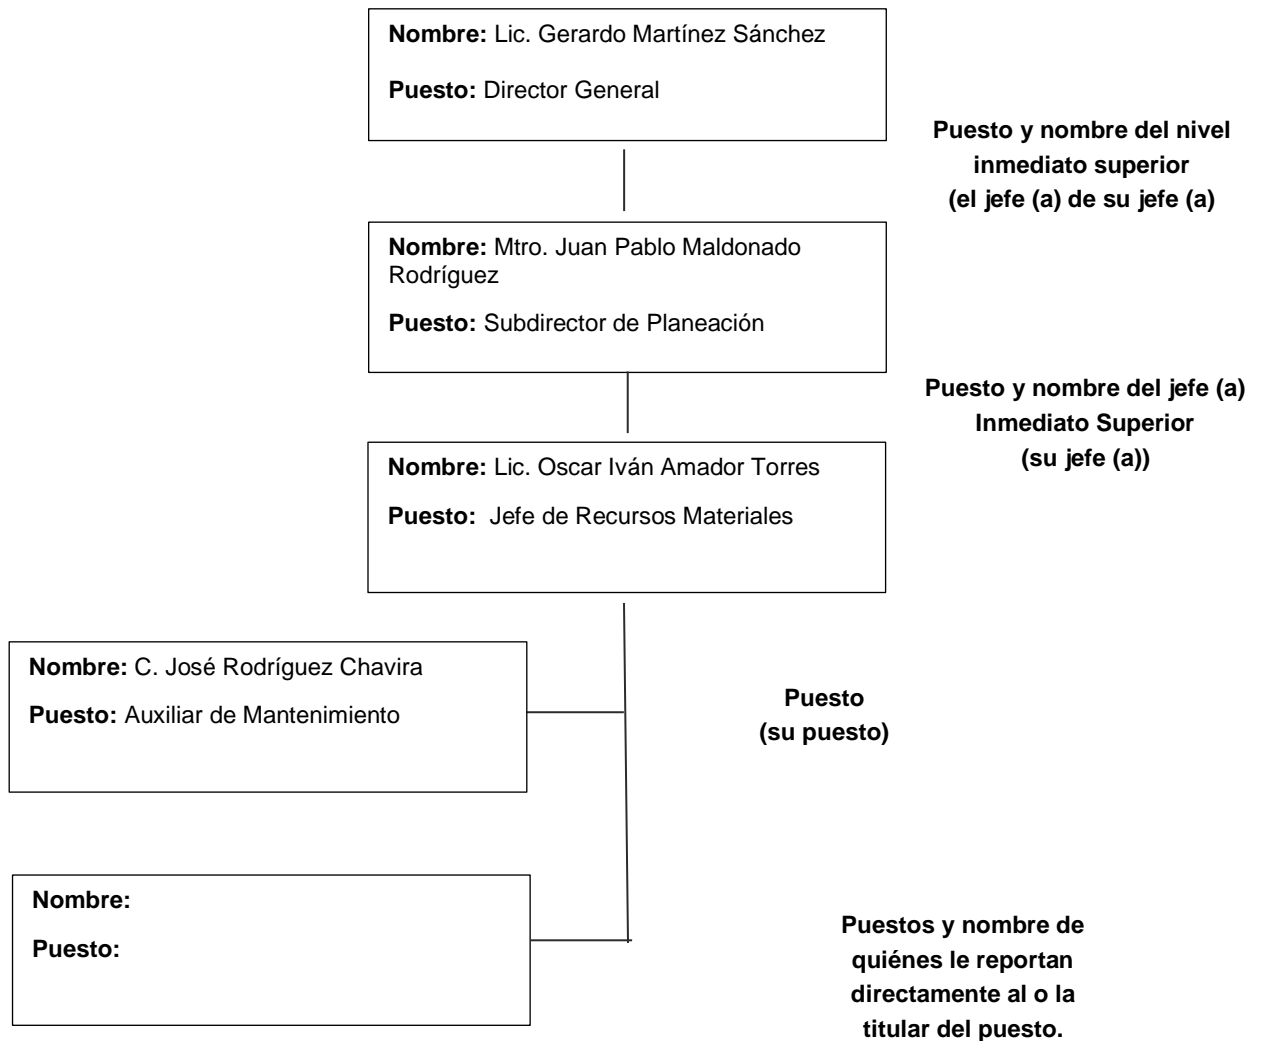 Nombre: Lic. Gerardo Martínez Sánchez
Puesto: Director General
Puesto y nombre del nivel
inmediato superior
(el jefe (a) de su jefe (a)
Nombre: Mtro. Juan Pablo Maldonado
Rodríguez
Puesto: Subdirector de Planeación
Puesto y nombre del jefe (a)
Inmediato Superior
(su jefe (a))
Nombre: Lic. Oscar Iván Amador Torres
Puesto: Jefe de Recursos Materiales
Nombre: C. José Rodríguez Chavira
Puesto: Auxiliar de Mantenimiento
Puesto
(su puesto)
Nombre:
Puesto:
Puestos y nombre de
quiénes le reportan
directamente al o la
titular del puesto.